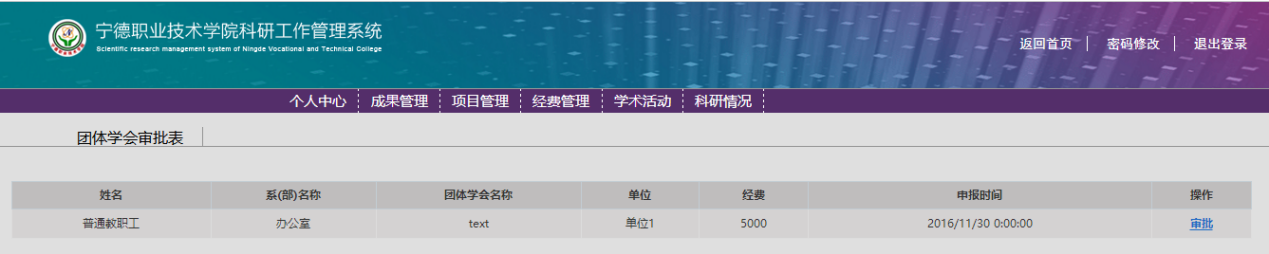 宁德职业技术学院科研工作管理系统
Scientific research management system of Ningde Vocational and Technical College
返回首页 | 密码修改 | 退出登录
个人中心 成果管理 项目管理 经费管理 学术活动 科研情况
团体学会审批表
姓名 系(部)名称 团体学会名称 单位 经费 申报时间 操作
普通教职工 办公室 text 单位1 5000 2016/11/30 0:00:00 审批